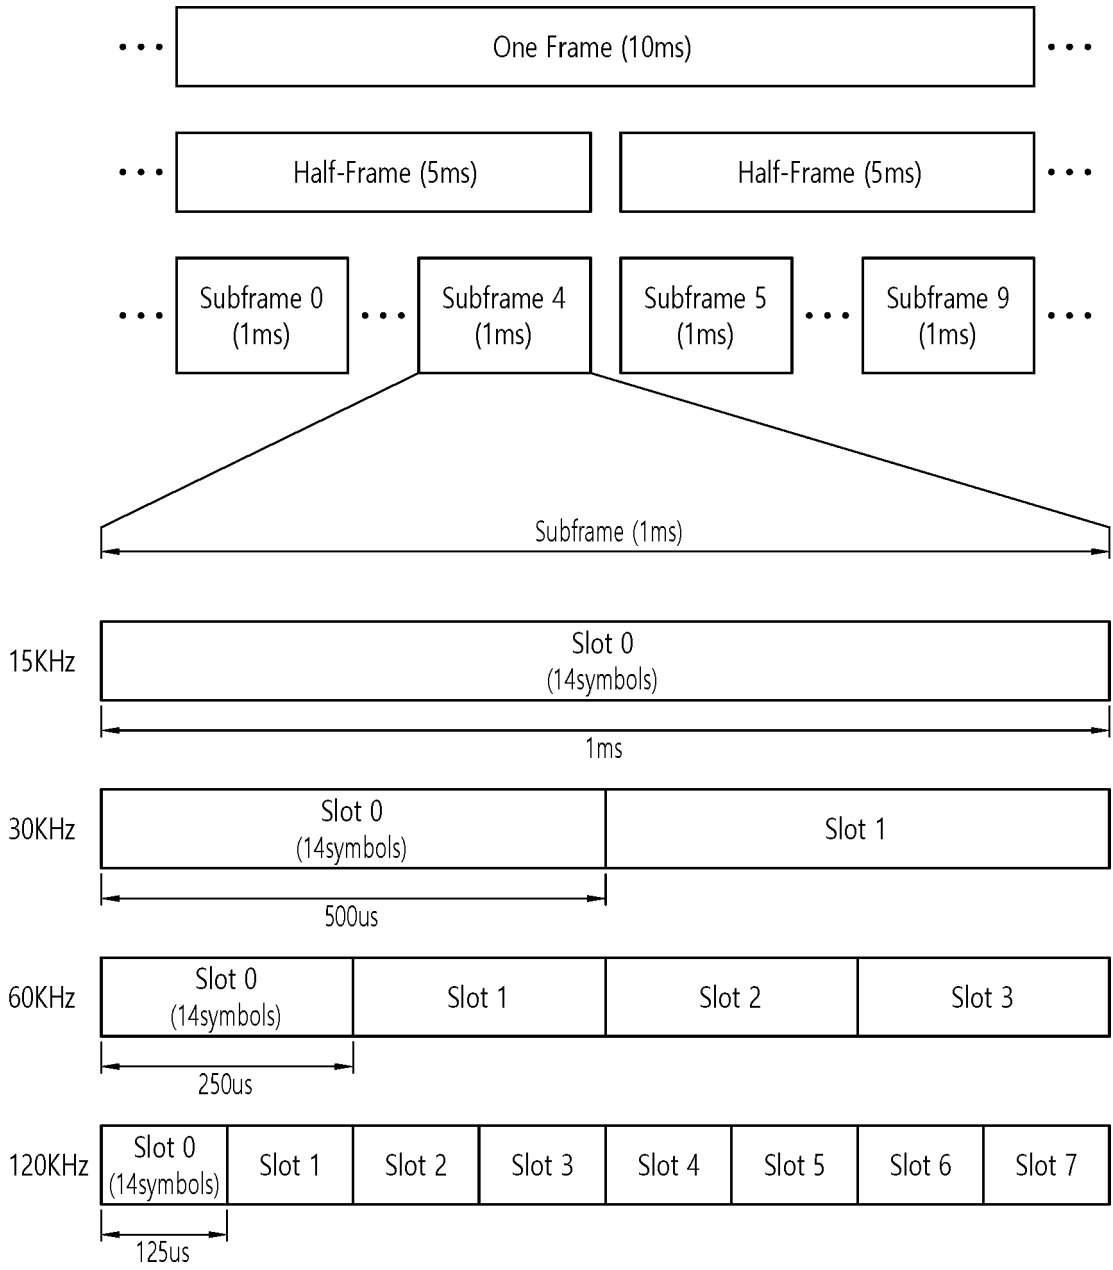 ••• One Frame (10ms) •••
••• Half-Frame (5ms) Half-Frame (5ms) •••
••• Subframe 0 ••• Subframe 4 Subframe 5 ••• Subframe 9 •••
(1ms) (1ms) (1ms) (1ms)
Subframe (1ms)
15KHz
Slot 0
(14symbols)
1ms
30KHz
Slot 0
(14symbols)
Slot 1
500us
60KHz
Slot 0
(14symbols)
Slot 1
Slot 2
Slot 3
250us
120KHz
Slot 0
(14symbols)
Slot 1
Slot 2
Slot 3
Slot 4
Slot 5
Slot 6
Slot 7
125us